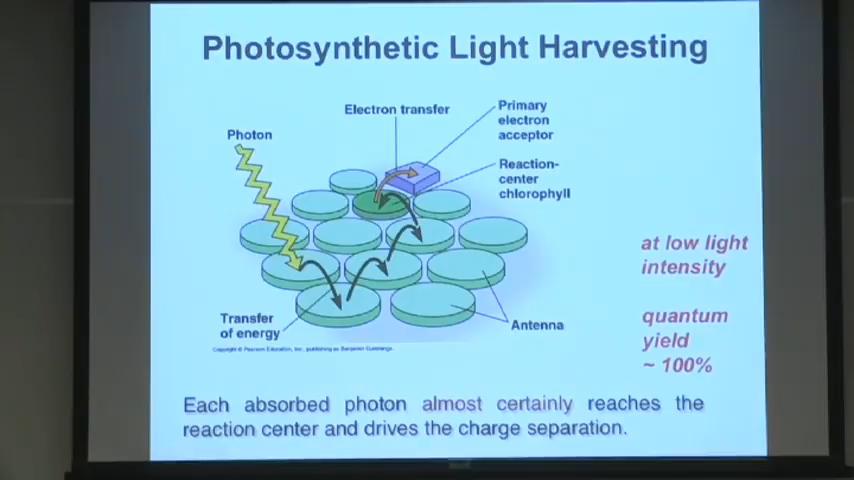 Photosynthetic Light Harvesting
Electron transfer
Primary
electron
acceptor
Photon
Reaction-
center
chlorophyll
at low light
intensity
quantum
yield
~ 100%
Transfer
of energy
Antenna
Copyright © Pearson Education, Inc., publishing as Benjamin Cummings.
Each absorbed photon almost certainly reaches the
reaction center and drives the charge separation.